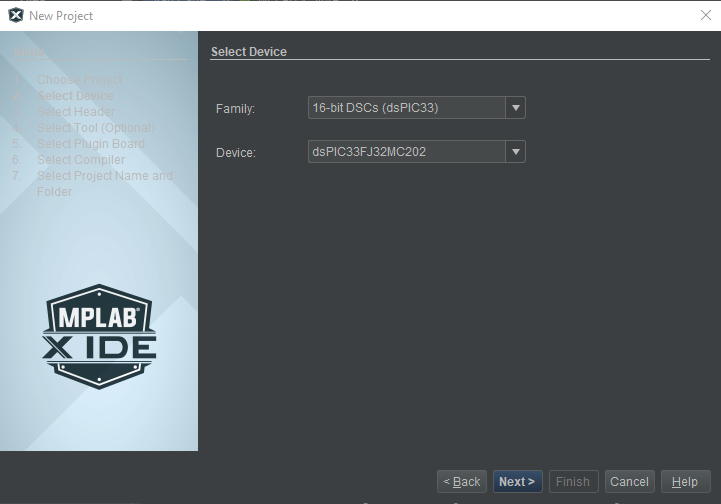 New Project
Steps
1. Choose Project
2. Select Device
3. Select Header
4. Select Tool (Optional)
5. Select Plugin Board
6. Select Compiler
7. Select Project Name and
Folder
MPLAB®
X IDE
Select Device
Family:
16-bit DSCs (dsPIC33)
Device:
dsPIC33FJ32MC202
< Back
Next >
Finish
Cancel
Help